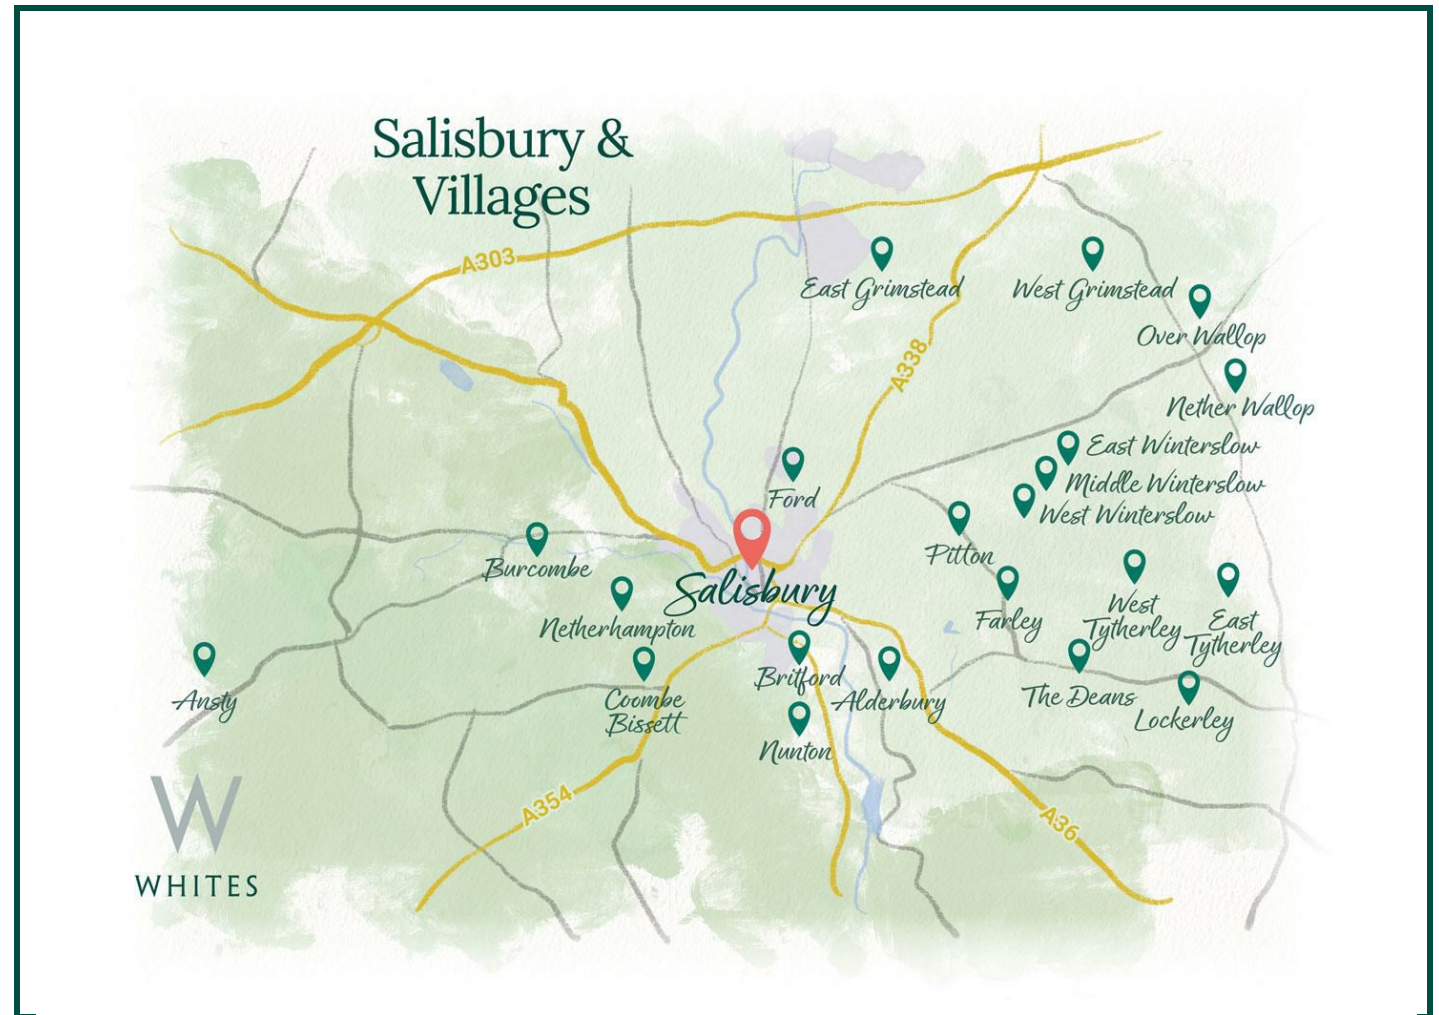 Salisbury &
Villages
A303
East Grimstead
West Grimstead
Over Wallop
A338
Nether Wallop
East Winterslow
Middle Winterslow
Ford
West Winterslow
Pitton
Burcombe
Salisbury
Netherhampton
Farley
West
Tytherley
East
Tytherley
Britford
Ansty
Coombe
Bissett
Alderbury
The Deans
Lockerley
Nunton
A354
A36
W
WHITES